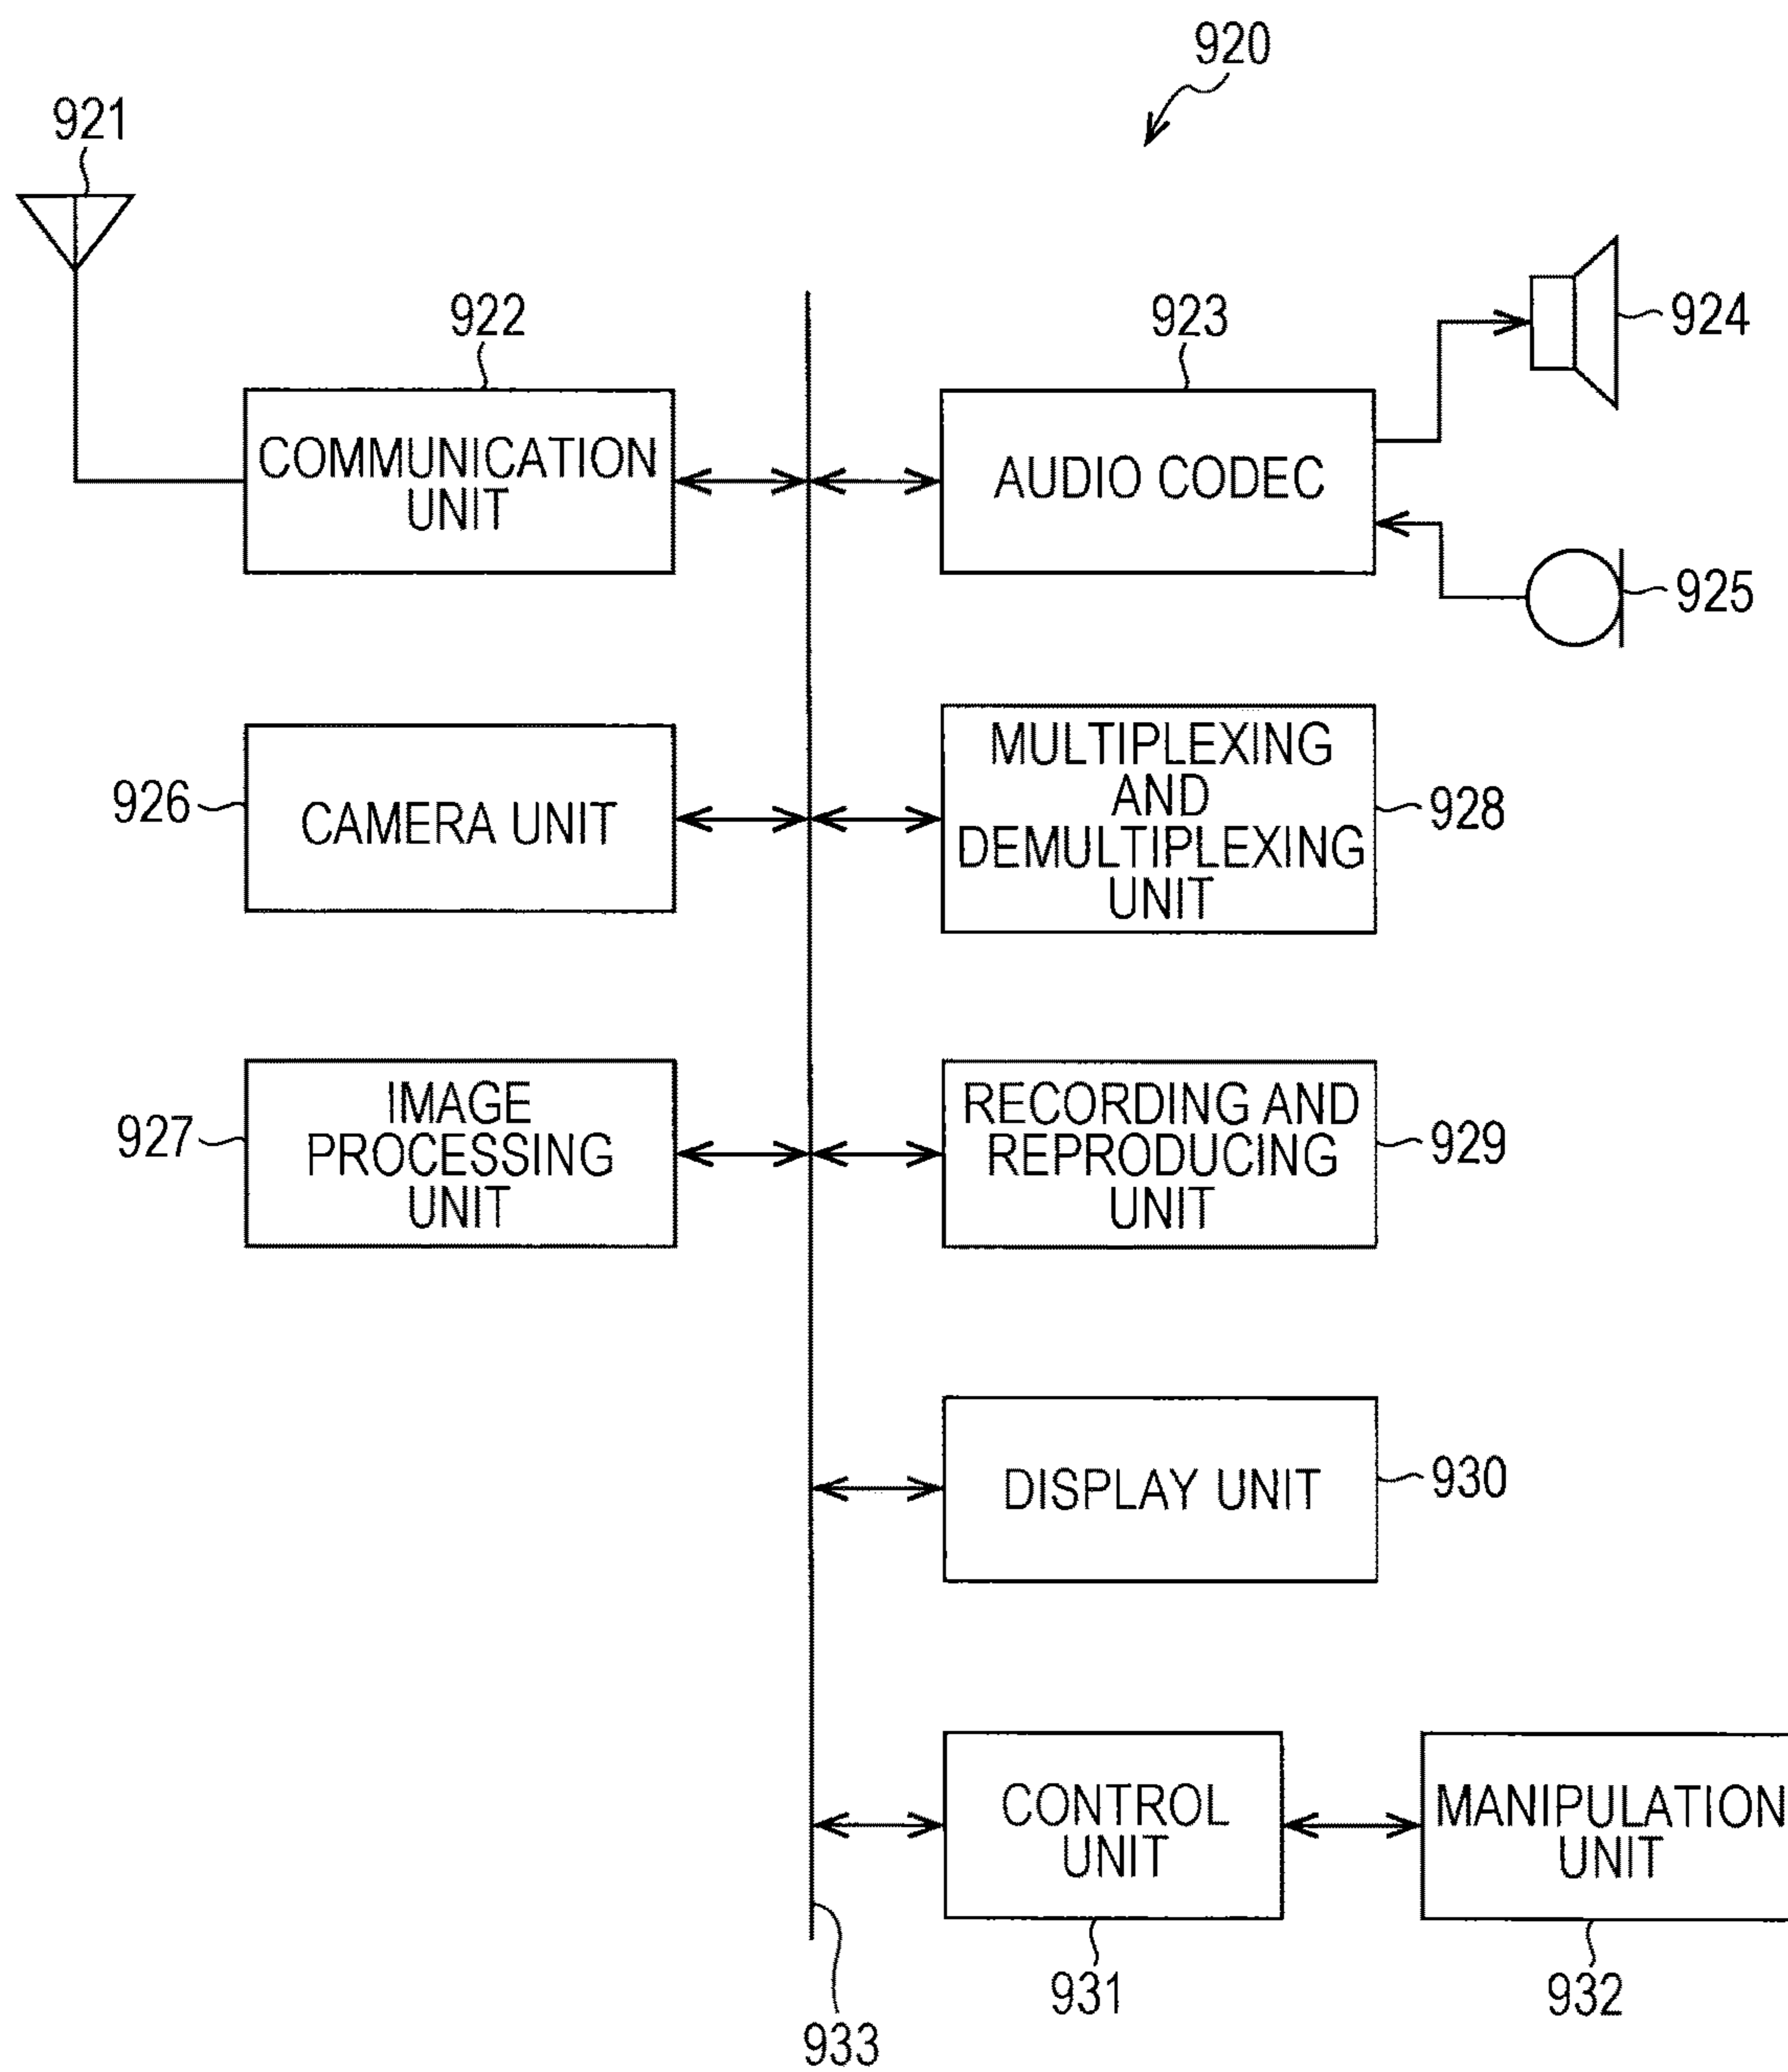 920
921
922
COMMUNICATION
UNIT
923
AUDIO CODEC
924
925
926
CAMERA UNIT
MULTIPLEXING
AND
DEMULTIPLEXING
UNIT
928
927
IMAGE
PROCESSING
UNIT
RECORDING AND
REPRODUCING
UNIT
929
DISPLAY UNIT
930
CONTROL
UNIT
931
MANIPULATION
UNIT
932
933